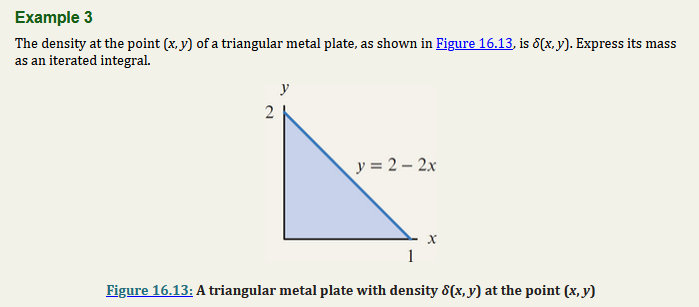 Example 3
The density at the point (x, y) of a triangular metal plate, as shown in Figure 16.13, is δ(x, y). Express its mass
as an iterated integral.
y
2
y = 2 − 2x
x
1
Figure 16.13: A triangular metal plate with density δ(x, y) at the point (x, y)